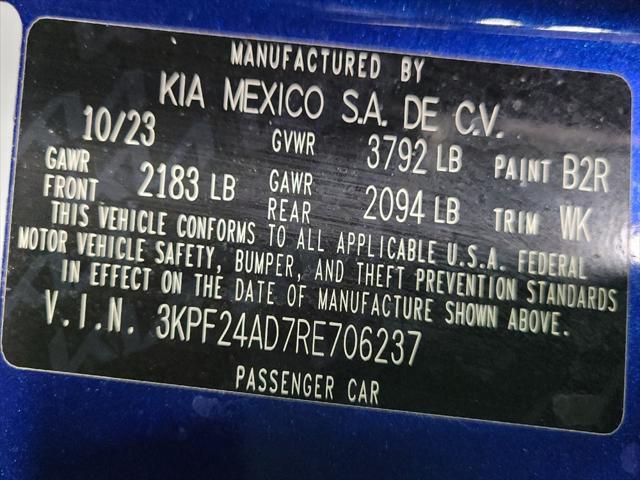 MANUFACTURED BY
KIA MEXICO S.A. DE C.V.
10/23 GVWR 3792 LB PAINT B2R
GAWR FRONT 2183 LB GAWR REAR 2094 LB TRIM WK
THIS VEHICLE CONFORMS TO ALL APPLICABLE U.S.A. FEDERAL
MOTOR VEHICLE SAFETY, BUMPER, AND THEFT PREVENTION STANDARDS
IN EFFECT ON THE DATE OF MANUFACTURE SHOWN ABOVE.
V.I.N. 3KPF24AD7RE706237
PASSENGER CAR